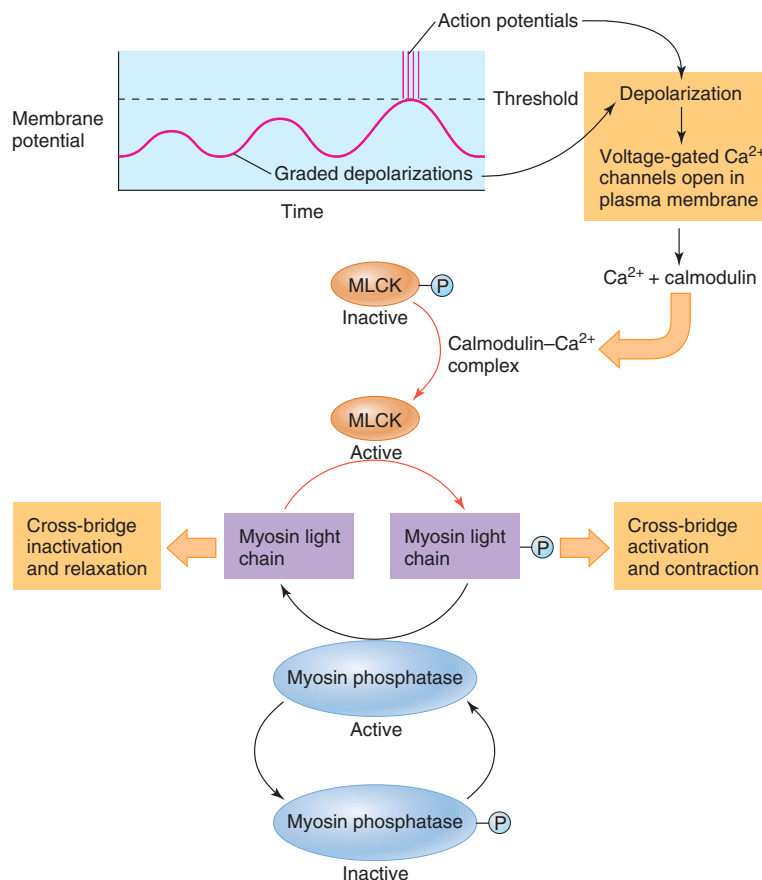 Action potentials
Threshold
Membrane
potential
Graded depolarizations
Time
Depolarization
Voltage-gated Ca²⁺
channels open in
plasma membrane
Ca²⁺ + calmodulin
MLCK P
Inactive
Calmodulin–Ca²⁺
complex
MLCK
Active
Cross-bridge
inactivation
and relaxation
Myosin light
chain
Myosin light
chain
P
Cross-bridge
activation
and contraction
Myosin phosphatase
Active
Myosin phosphatase P
Inactive